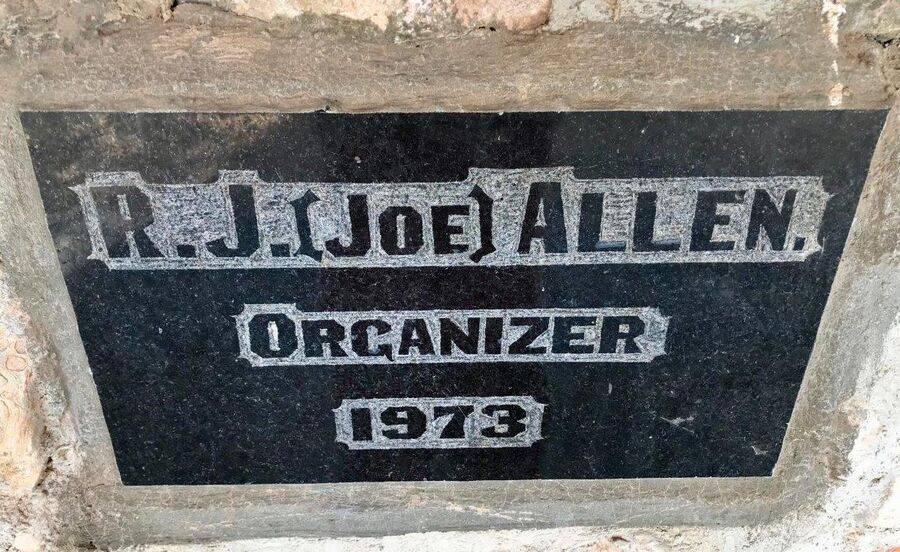 R.J.(JOE) ALLEN.
ORGANIZER
1973